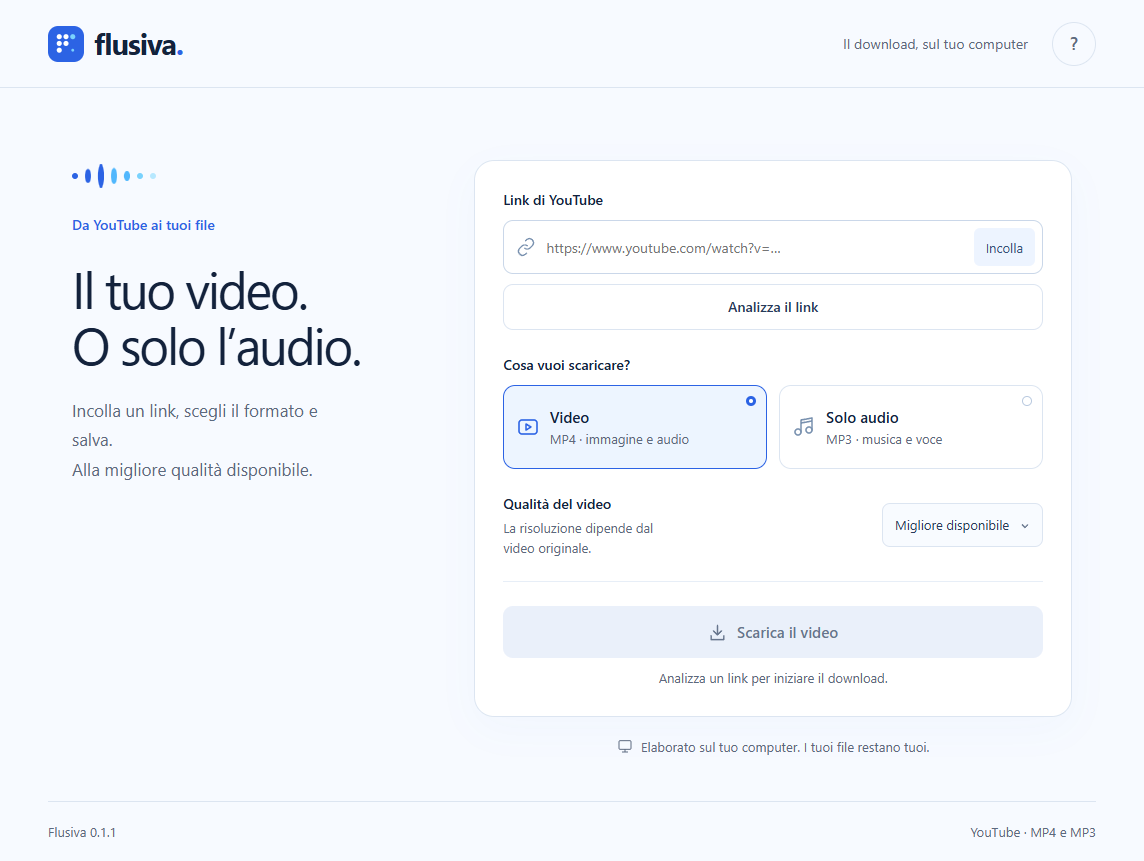 flusiva.
Il download, sul tuo computer
?
Da YouTube ai tuoi file
Il tuo video.
O solo l’audio.
Incolla un link, scegli il formato e
salva.
Alla migliore qualità disponibile.
Link di YouTube
https://www.youtube.com/watch?v=...
Incolla
Analizza il link
Cosa vuoi scaricare?
Video
MP4 · immagine e audio
Solo audio
MP3 · musica e voce
Qualità del video
La risoluzione dipende dal
video originale.
Migliore disponibile
Scarica il video
Analizza un link per iniziare il download.
Elaborato sul tuo computer. I tuoi file restano tuoi.
Flusiva 0.1.1
YouTube · MP4 e MP3